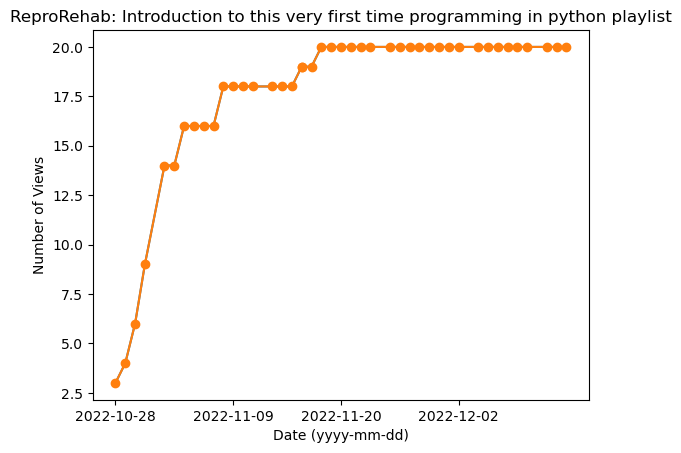 ReproRehab: Introduction to this very first time programming in python playlist
20.0
17.5
15.0
12.5
10.0
7.5
5.0
2.5
Number of Views
2022-10-28 2022-11-09 2022-11-20 2022-12-02
Date (yyyy-mm-dd)